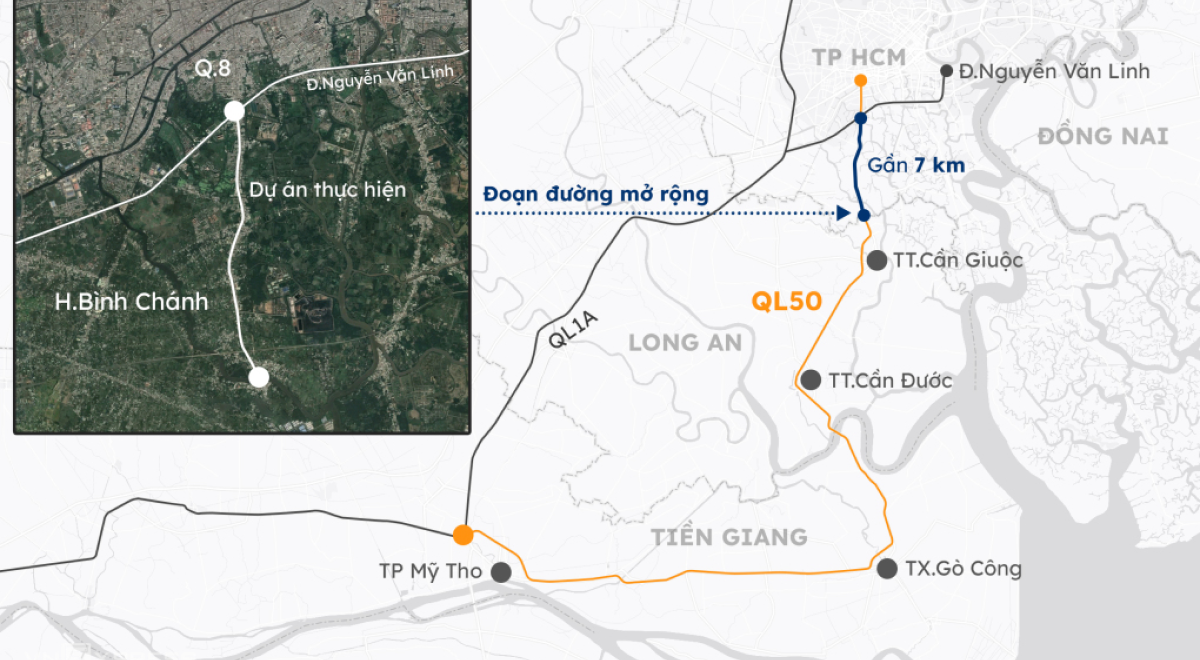 Q.8
Đ.Nguyễn Văn Linh
Dự án thực hiện
H.Bình Chánh
TP HCM
Đ.Nguyễn Văn Linh
ĐỒNG NAI
Gần 7 km
Đoạn đường mở rộng
TT.Cần Giuộc
QL50
QL1A
LONG AN
TT.Cần Đước
TIỀN GIANG
TP Mỹ Tho
TX.Gò Công